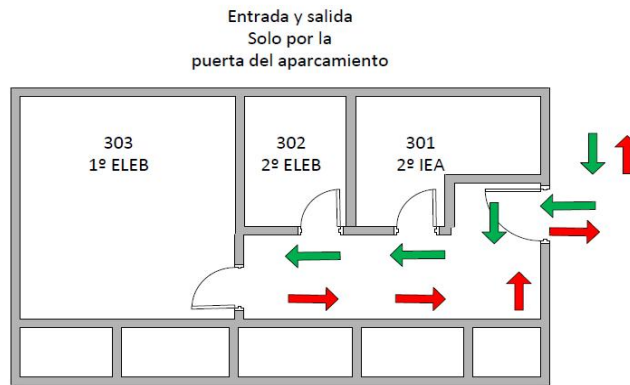 Entrada y salida
Solo por la
puerta del aparcamiento
303
1º ELEB
302
2º ELEB
301
2º IEA